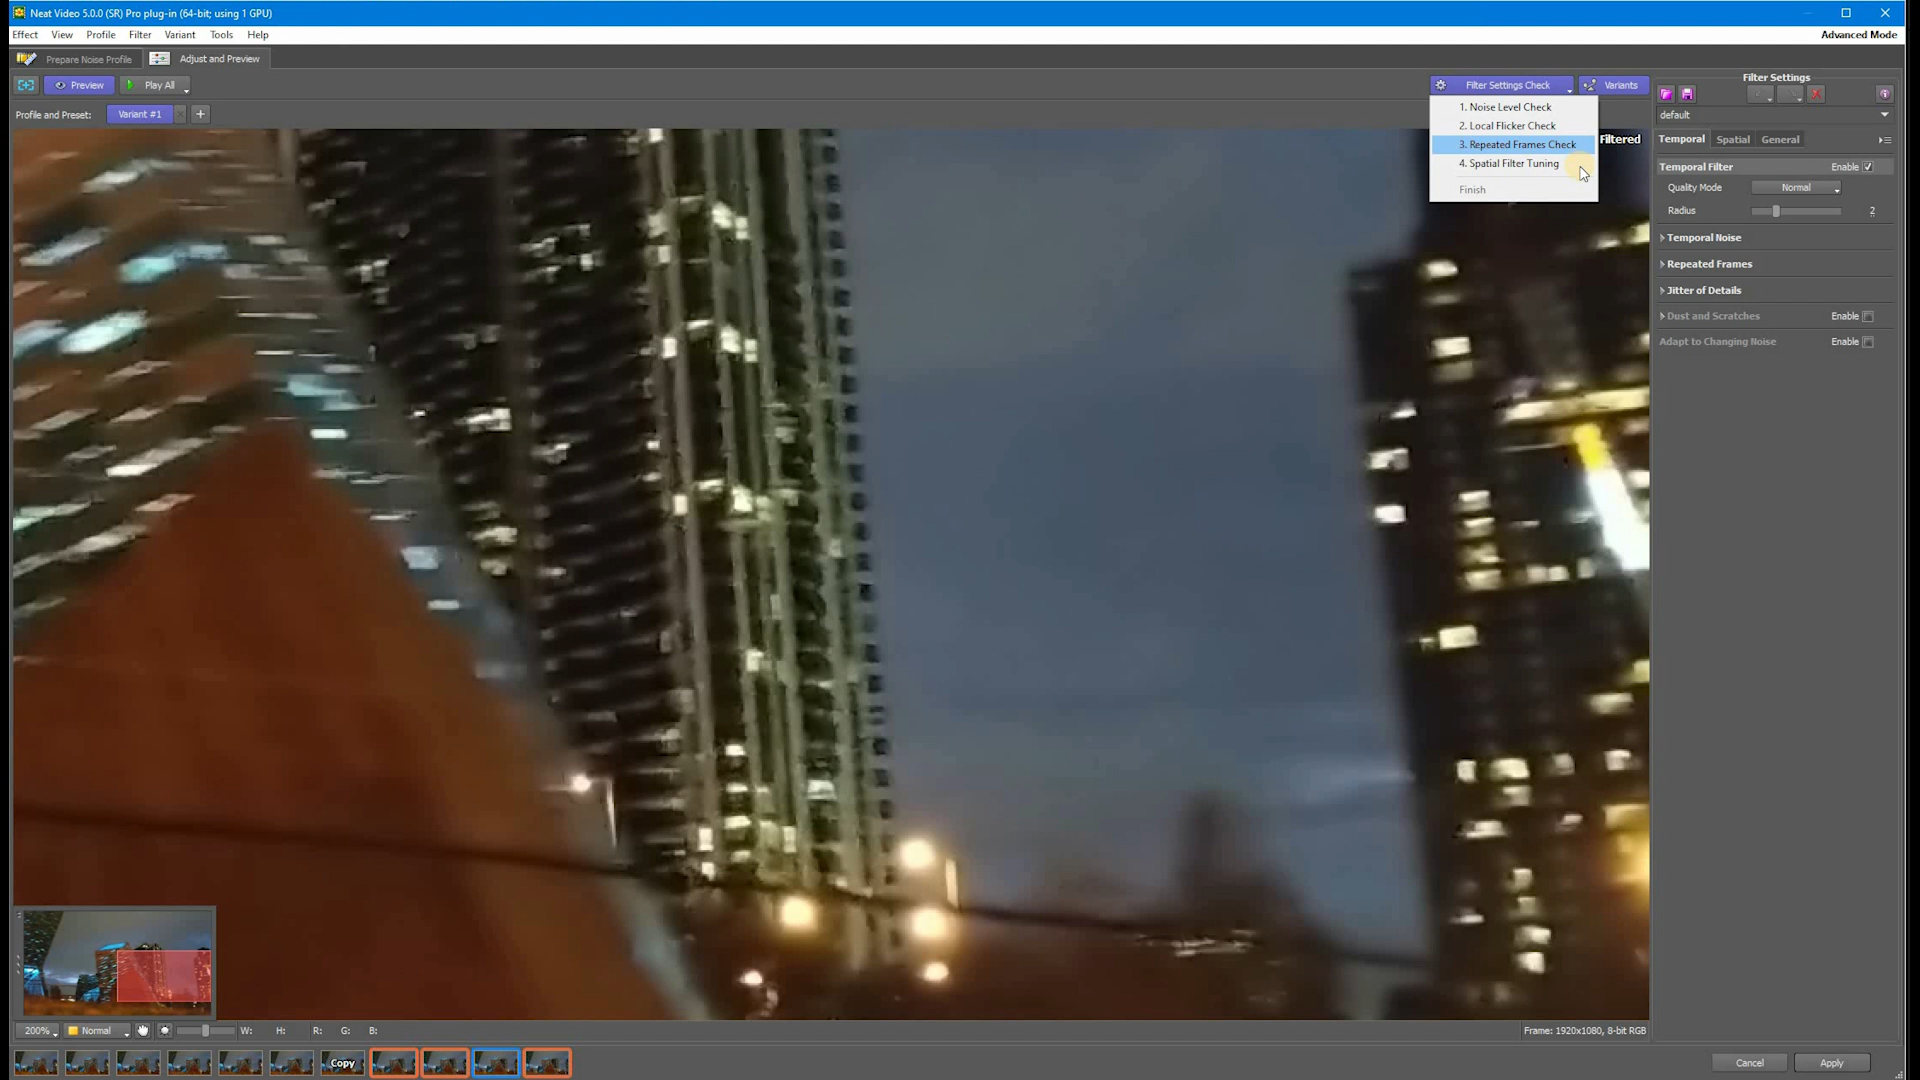 Neat Video 5.0.0 (SR) Pro plug-in (64-bit; using 1 GPU)
Effect View Profile Filter Variant Tools Help
Advanced Mode
Prepare Noise Profile
Adjust and Preview
Preview
Play All
Filter Settings Check
Variants
Filter Settings
Profile and Preset:
Variant #1
+
default
1. Noise Level Check
2. Local Flicker Check
3. Repeated Frames Check
4. Spatial Filter Tuning
Finish
Filtered
Temporal Spatial General
Temporal Filter Enable
Quality Mode Normal
Radius 2
Temporal Noise
Repeated Frames
Jitter of Details
Dust and Scratches Enable
Adapt to Changing Noise Enable
200% Normal W: H: R: G: B:
Frame: 1920x1080, 8-bit RGB
Copy
Cancel Apply